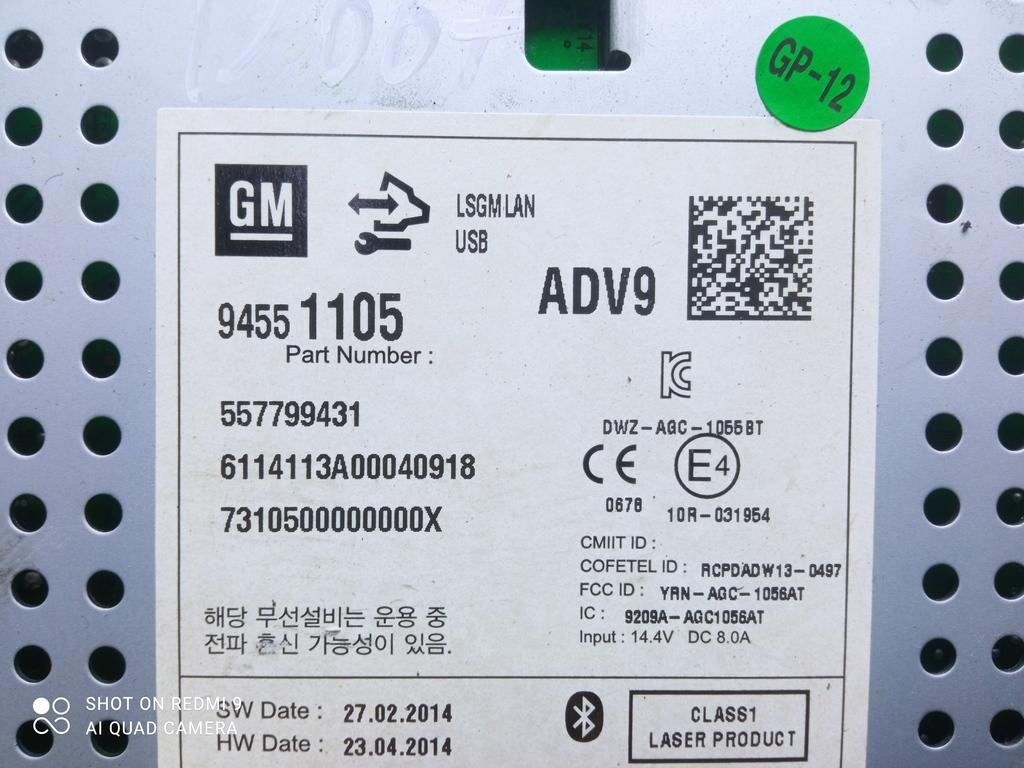 GP-12
GM
LSGMLAN
USB
ADV9
9455 1105
Part Number :
557799431
6114113A00040918
7310500000000X
DWZ-AGC-1055BT
CE E4
0678 10R-031954
CMIIT ID :
COFETEL ID : RCPDADW13-0497
FCC ID : YRN-AGC-1056AT
IC : 9209A-AGC1056AT
Input : 14.4V DC 8.0A
해당 무선설비는 운용 중
전파 혼신 가능성이 있음.
SW Date : 27.02.2014
HW Date : 23.04.2014
CLASS1
LASER PRODUCT
SHOT ON REDMI 9
AI QUAD CAMERA